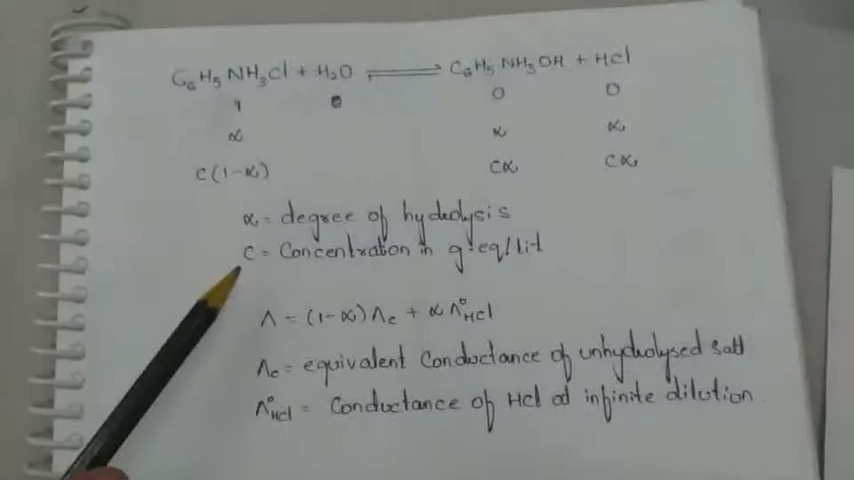 C₆H₅NH₃Cl + H₂O ⇌ C₆H₅NH₃OH + HCl
1 0 0 0
α α α
C(1-α) Cα Cα
α = degree of hydrolysis
C = Concentration in g.eq/lit
Λ = (1-α)Λc + αΛ°HCl
Λc = equivalent Conductance of unhydrolysed salt
Λ°HCl = Conductance of HCl at infinite dilution